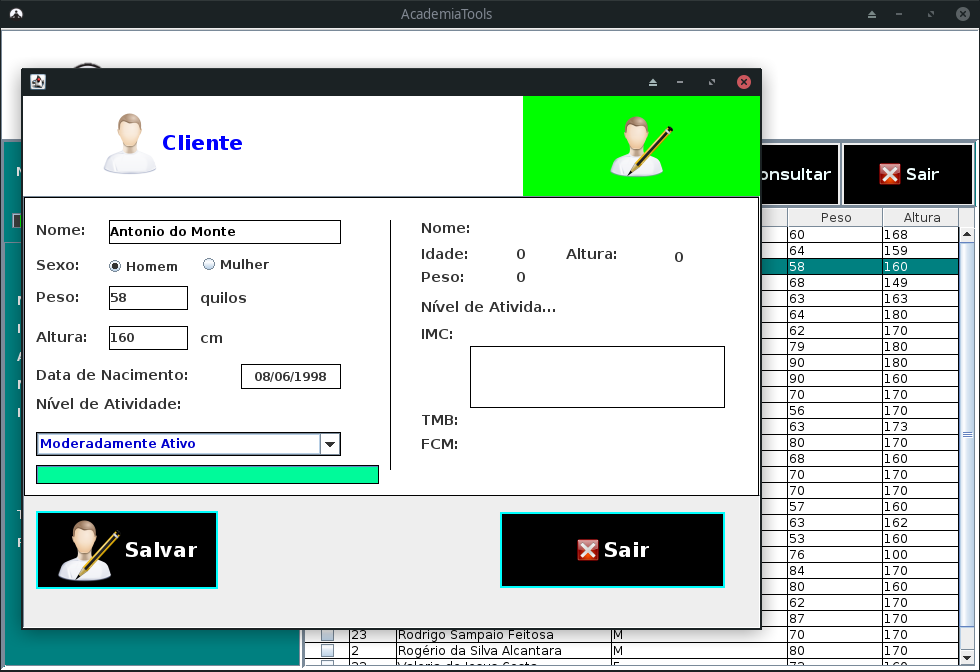 AcademiaTools
Cliente
onsultar
Sair
Nome: Antonio do Monte
Sexo: Homem Mulher
Peso: 58 quilos
Altura: 160 cm
Data de Nacimento: 08/06/1998
Nível de Atividade:
Moderadamente Ativo
Nome:
Idade: 0 Altura: 0
Peso: 0
Nível de Ativida...
IMC:
TMB:
FCM:
Salvar
Sair
Peso Altura
60 168
64 159
58 160
68 149
63 163
64 180
62 170
79 180
90 180
90 160
70 170
56 170
63 173
80 170
68 160
70 170
70 170
57 160
63 162
53 160
76 100
84 170
80 160
62 170
87 170
23 Rodrigo Sampaio Feitosa M 70 170
2 Rogério da Silva Alcantara M 80 170